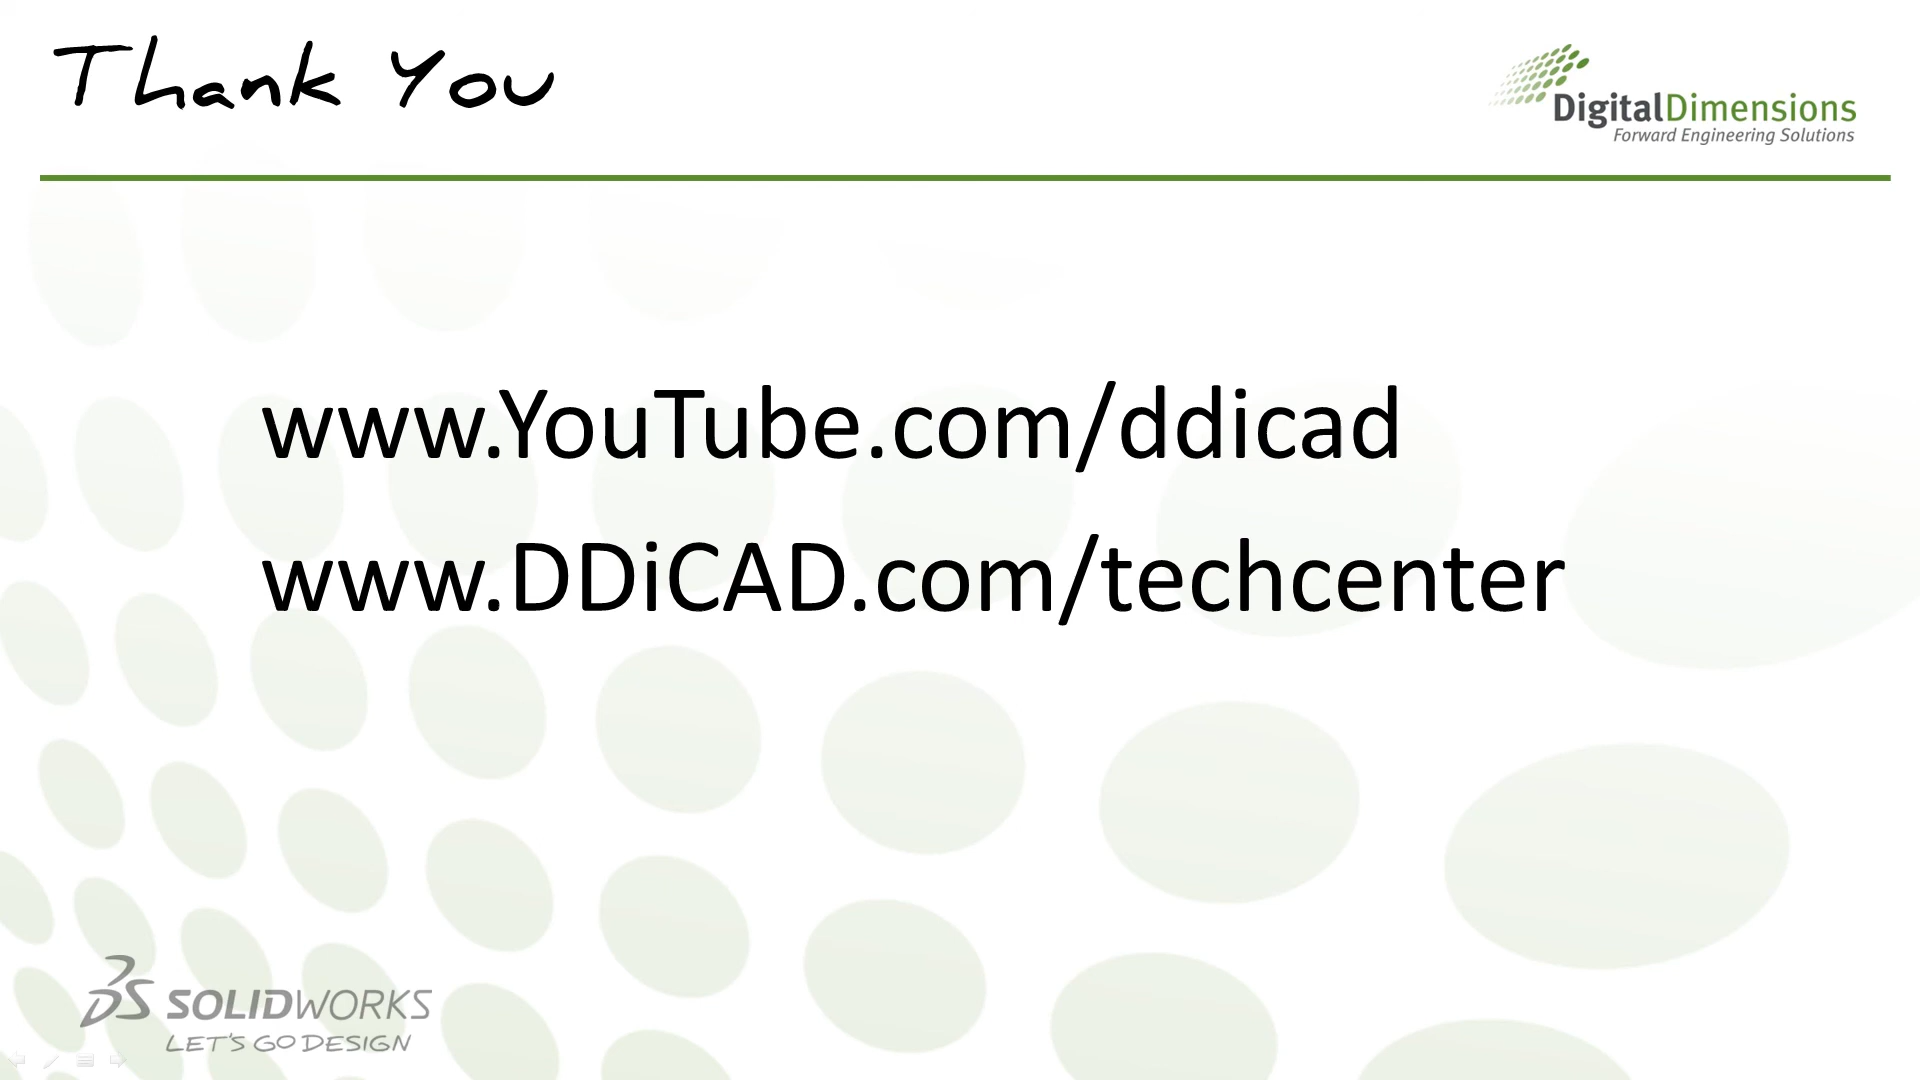 Thank You
DigitalDimensions
Forward Engineering Solutions
www.YouTube.com/ddicad
www.DDiCAD.com/techcenter
SOLIDWORKS
LET'S GO DESIGN